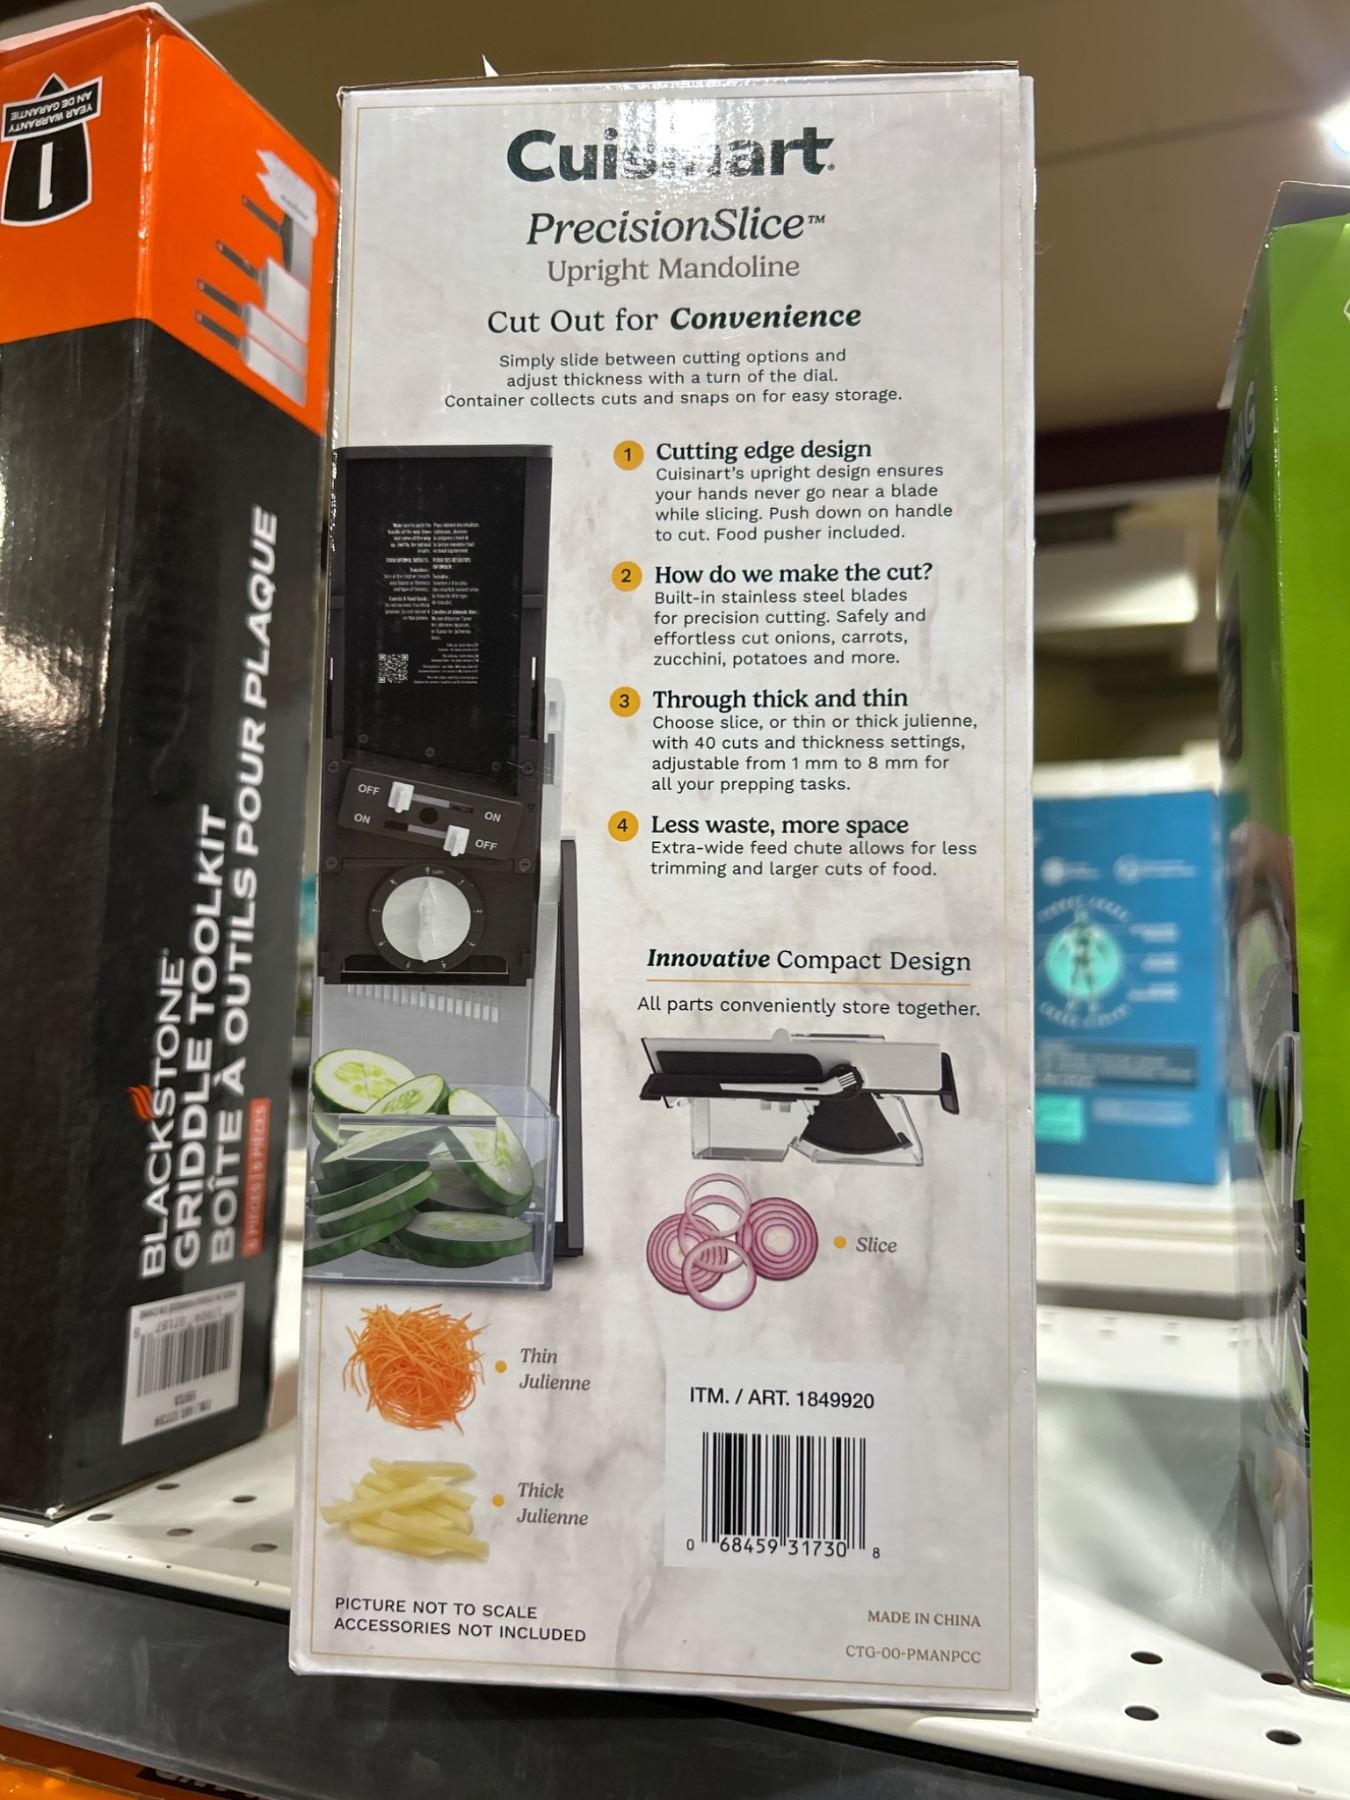 Cuisinart
PrecisionSlice™
Upright Mandoline
Cut Out for Convenience
Simply slide between cutting options and
adjust thickness with a turn of the dial.
Container collects cuts and snaps on for easy storage.
1 Cutting edge design
Cuisinart's upright design ensures
your hands never go near a blade
while slicing. Push down on handle
to cut. Food pusher included.
2 How do we make the cut?
Built-in stainless steel blades
for precision cutting. Safely and
effortless cut onions, carrots,
zucchini, potatoes and more.
3 Through thick and thin
Choose slice, or thin or thick julienne,
with 40 cuts and thickness settings,
adjustable from 1 mm to 8 mm for
all your prepping tasks.
4 Less waste, more space
Extra-wide feed chute allows for less
trimming and larger cuts of food.
OFF
ON
ON
OFF
Innovative Compact Design
All parts conveniently store together.
Slice
Thin
Julienne
Thick
Julienne
ITM. / ART. 1849920
0 68459 31730 8
PICTURE NOT TO SCALE
ACCESSORIES NOT INCLUDED
MADE IN CHINA
CTG-00-PMANPCC
1
YEAR WARRANTY
AN DE GARANTIE
BLACKSTONE
GRIDDLE TOOLKIT
BOÎTE À OUTILS POUR PLAQUE